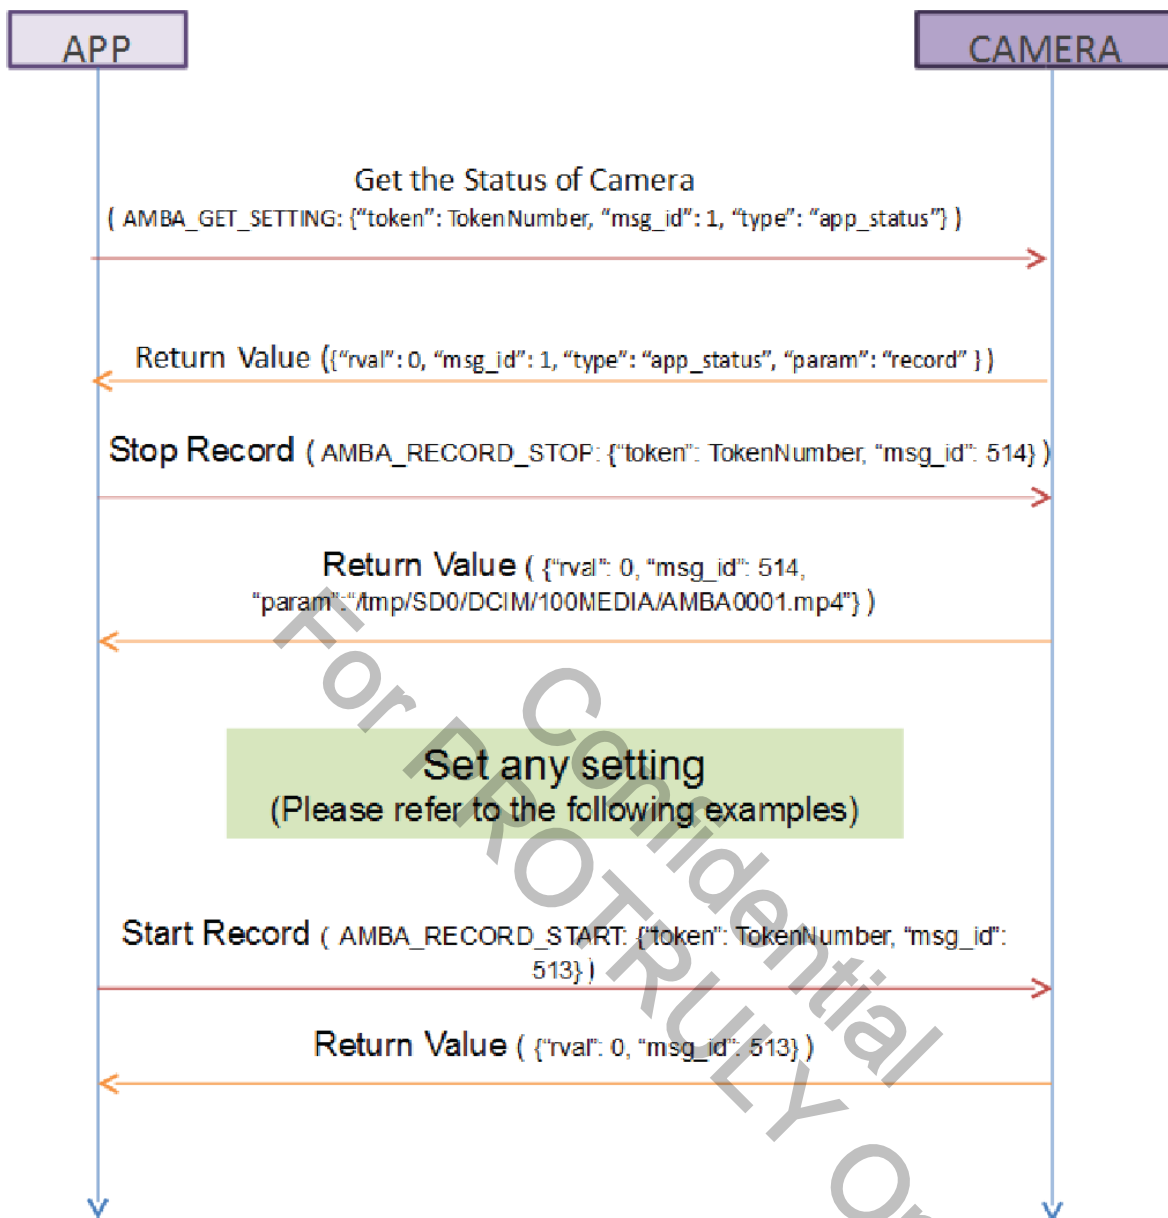 APP
CAMERA
Get the Status of Camera
( AMBA_GET_SETTING: {“token”: TokenNumber, “msg_id”: 1, “type”: “app_status”} )
Return Value ({“rval”: 0, “msg_id”: 1, “type”: “app_status”, “param”: “record” } )
Stop Record ( AMBA_RECORD_STOP: {“token”: TokenNumber, “msg_id”: 514} )
Return Value ( {“rval”: 0, “msg_id”: 514,
“param”:“/tmp/SD0/DCIM/100MEDIA/AMBA0001.mp4”} )
Set any setting
(Please refer to the following examples)
Start Record ( AMBA_RECORD_START: {“token”: TokenNumber, “msg_id”:
513} )
Return Value ( {“rval”: 0, “msg_id”: 513} )
Confidential
For PROTRULY